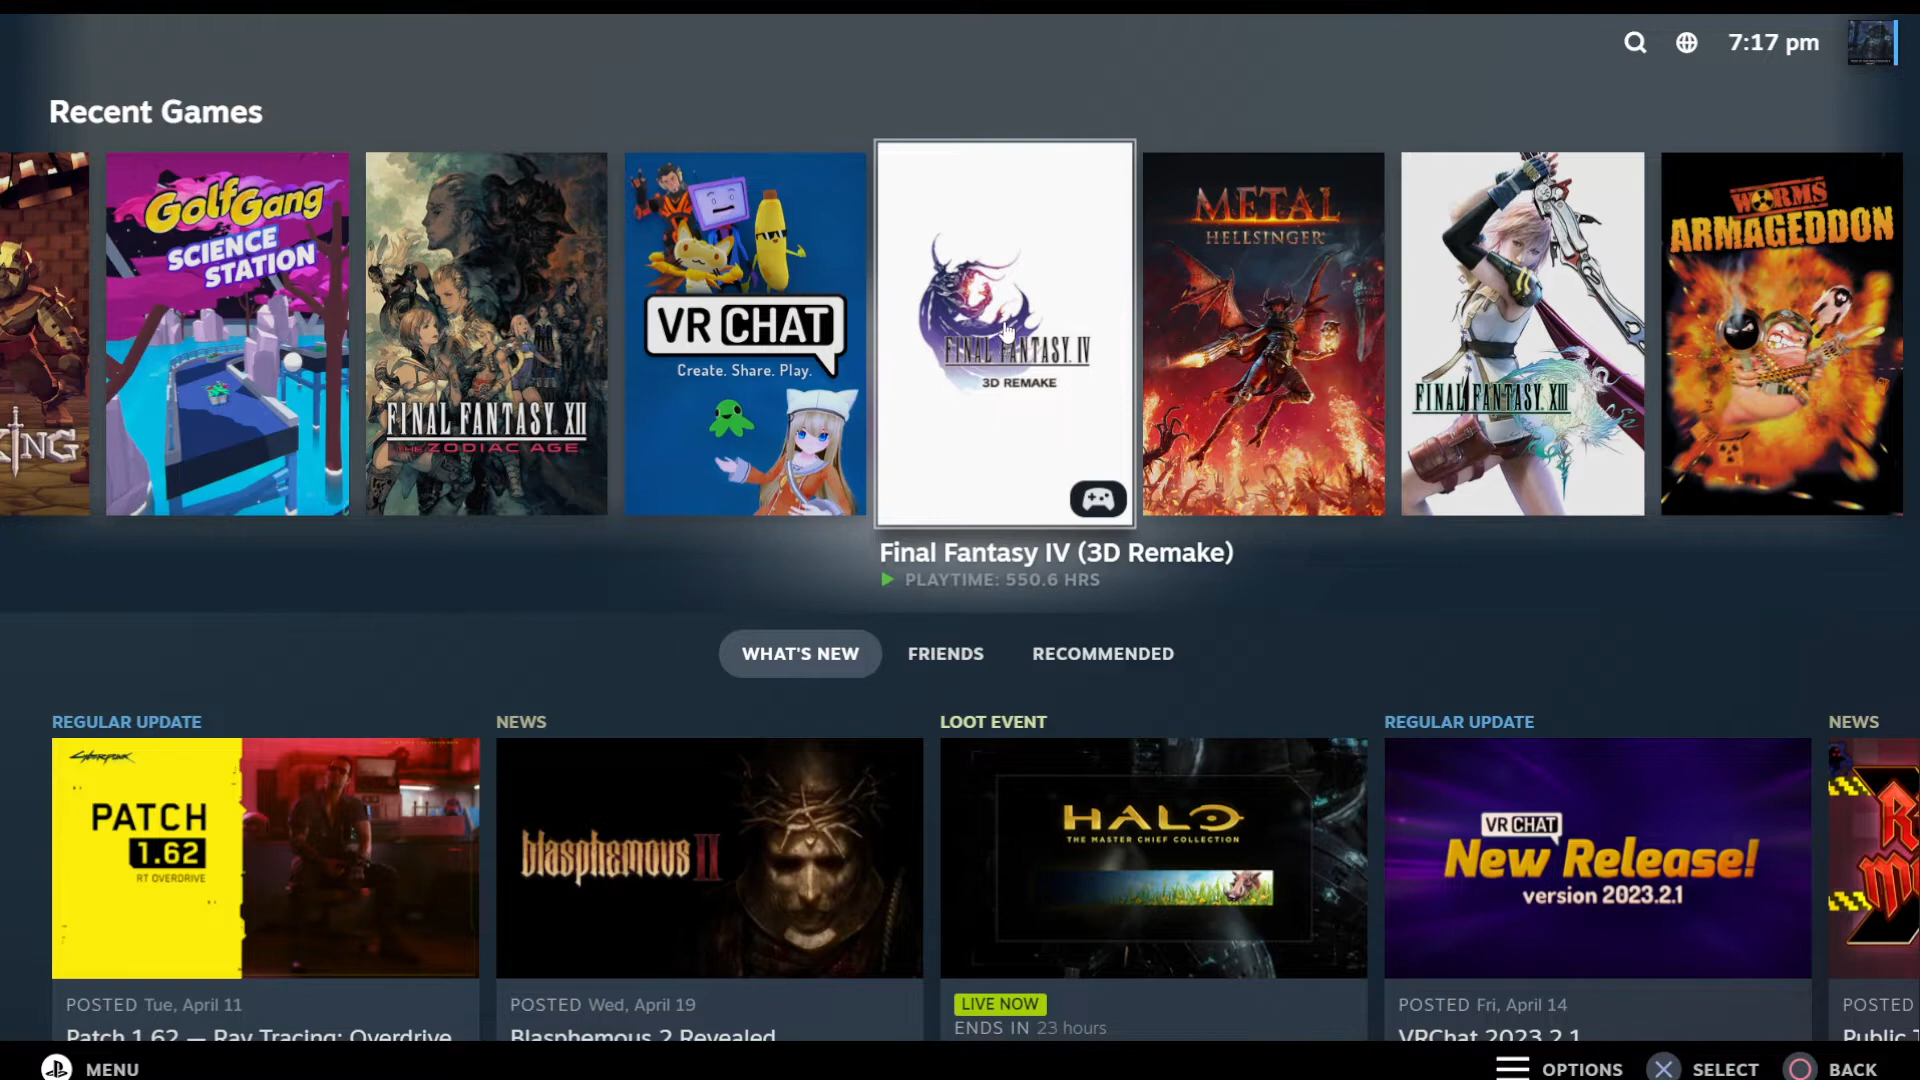 7:17 pm
Recent Games
GolfGang
SCIENCE
STATION
FINAL FANTASY XII
THE ZODIAC AGE
VRCHAT
Create. Share. Play.
FINAL FANTASY IV
3D REMAKE
METAL
HELLSINGER
FINAL FANTASY XIII
WORMS
ARMAGEDDON
Final Fantasy IV (3D Remake)
PLAYTIME: 550.6 HRS
WHAT'S NEW
FRIENDS
RECOMMENDED
REGULAR UPDATE
NEWS
LOOT EVENT
REGULAR UPDATE
NEWS
CYBERPUNK
PATCH
1.62
RT OVERDRIVE
blasphemous II
HALO
THE MASTER CHIEF COLLECTION
VRCHAT
New Release!
version 2023.2.1
POSTED Tue, April 11
Patch 1.62 — Ray Tracing: Overdrive
POSTED Wed, April 19
Blasphemous 2 Revealed
LIVE NOW
ENDS IN 23 hours
POSTED Fri, April 14
VRChat 2023.2.1
POSTED
Public
MENU
OPTIONS
SELECT
BACK